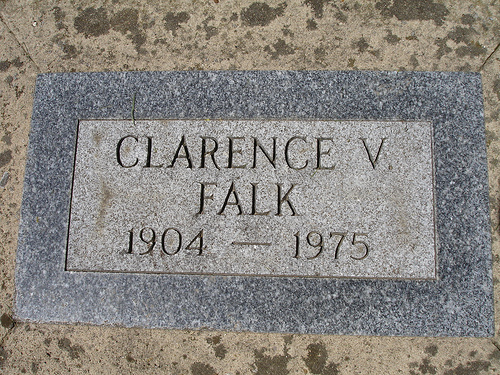 CLARENCE V.
FALK
1904 — 1975